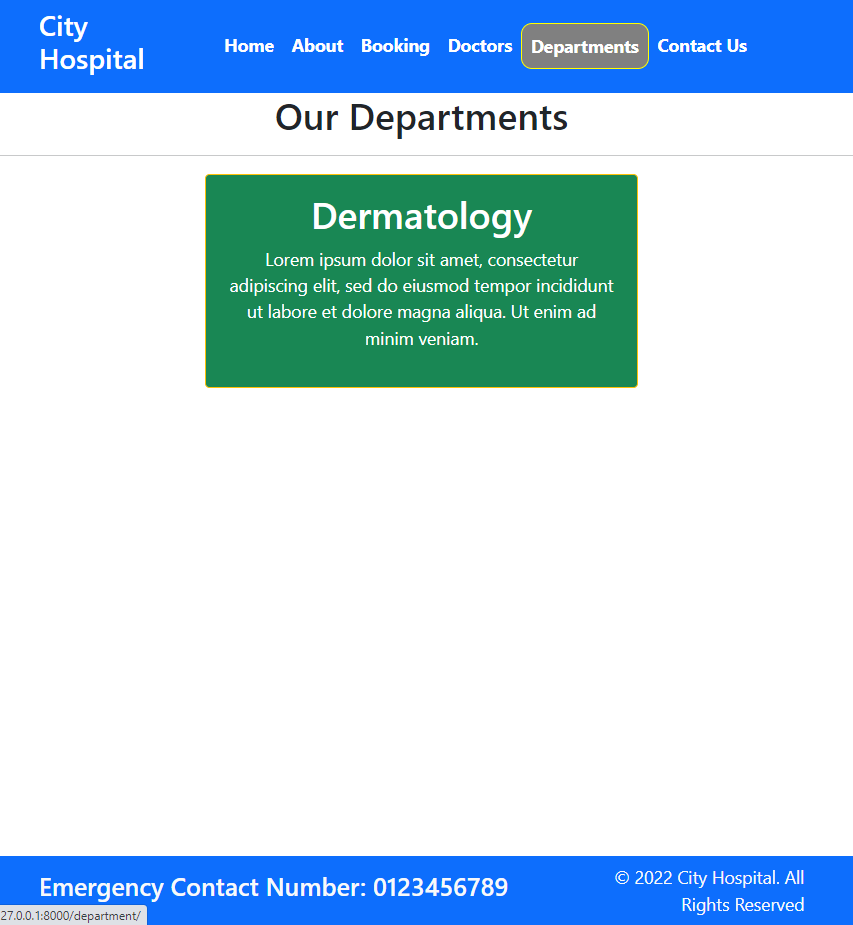 City
Hospital
Home About Booking Doctors Departments Contact Us
Our Departments
Dermatology
Lorem ipsum dolor sit amet, consectetur
adipiscing elit, sed do eiusmod tempor incididunt
ut labore et dolore magna aliqua. Ut enim ad
minim veniam.
Emergency Contact Number: 0123456789
© 2022 City Hospital. All
Rights Reserved
27.0.0.1:8000/department/